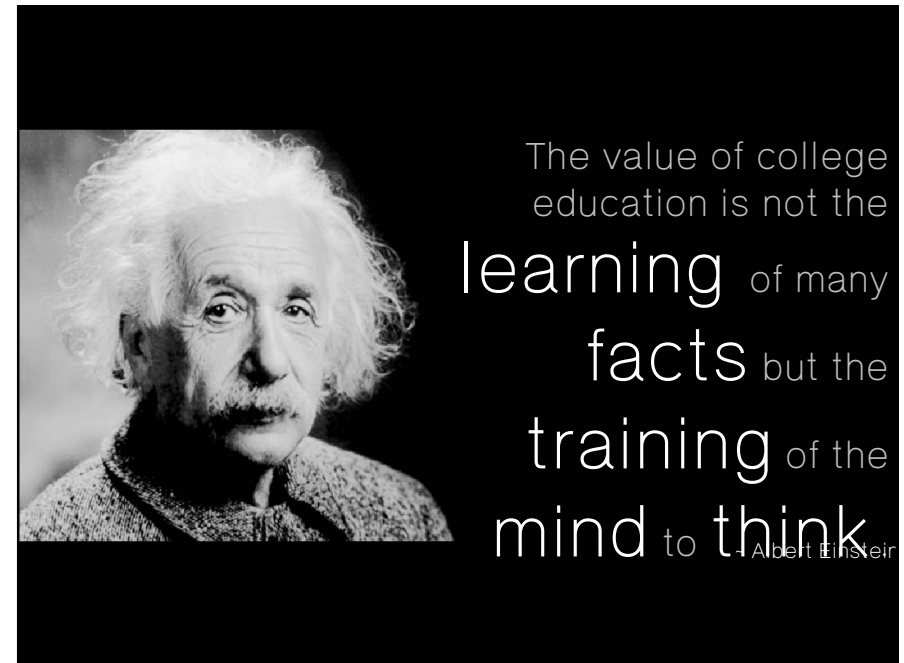 The value of college
education is not the
learning of many
facts but the
training of the
mind to think.
~ Albert Einstein